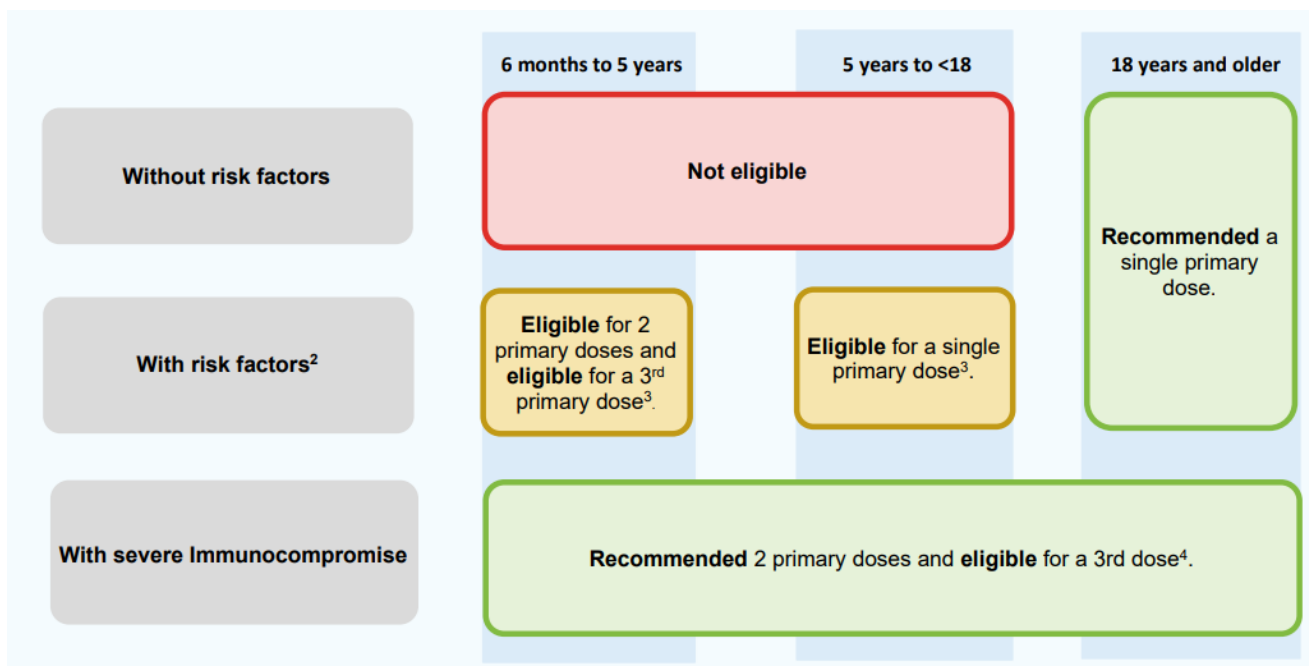 6 months to 5 years
5 years to <18
18 years and older
Without risk factors
Not eligible
Recommended a
single primary
dose.
With risk factors²
Eligible for 2
primary doses and
eligible for a 3ʳᵈ
primary dose³.
Eligible for a single
primary dose³.
With severe Immunocompromise
Recommended 2 primary doses and eligible for a 3rd dose⁴.